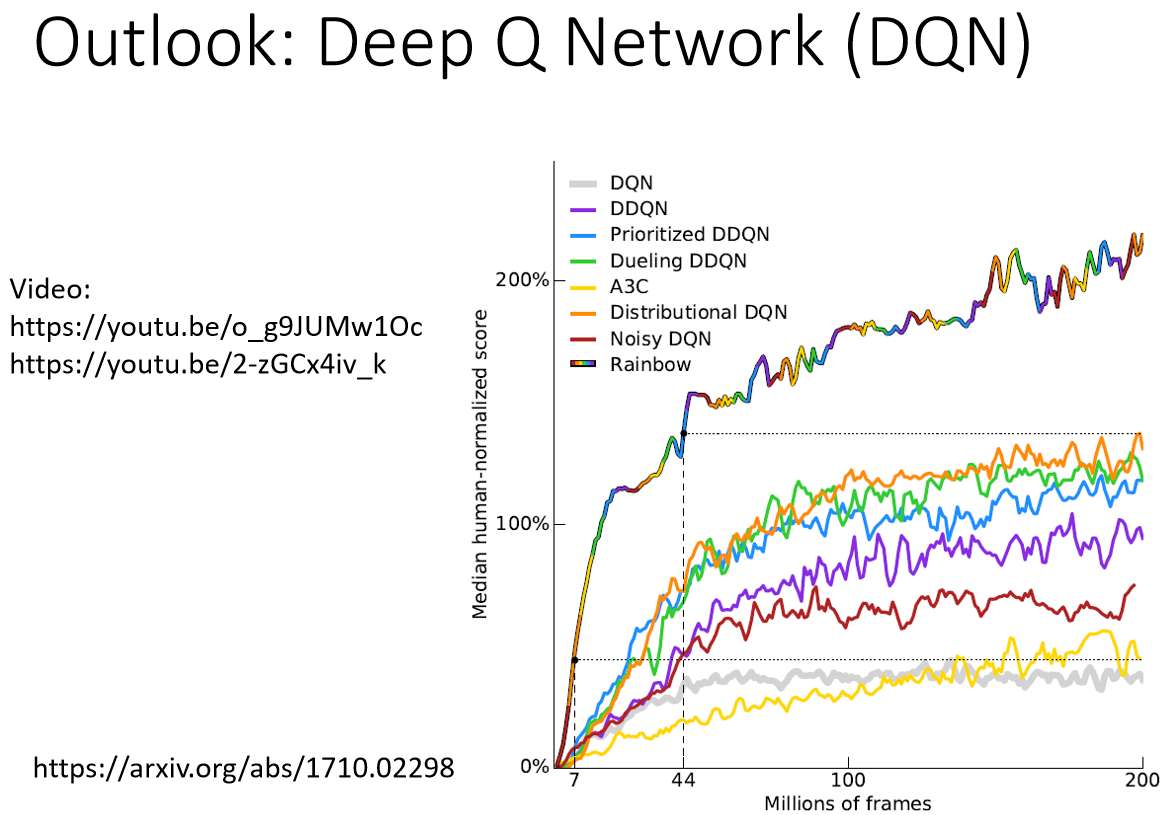 Outlook: Deep Q Network (DQN)
Video:
https://youtu.be/o_g9JUMw1Oc
https://youtu.be/2-zGCx4iv_k
https://arxiv.org/abs/1710.02298
DQN
DDQN
Prioritized DDQN
Dueling DDQN
A3C
Distributional DQN
Noisy DQN
Rainbow
Median human-normalized score
200%
100%
0%
7 44 100 200
Millions of frames